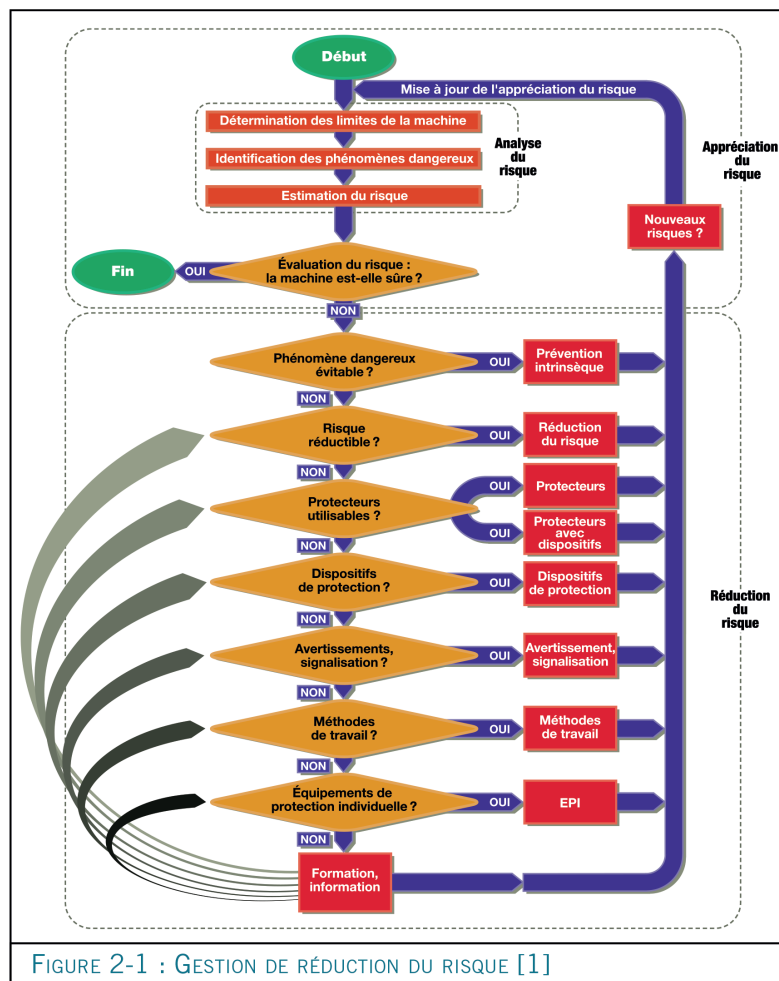 Début
Mise à jour de l'appréciation du risque
Détermination des limites de la machine
Identification des phénomènes dangereux
Estimation du risque
Analyse
du
risque
Appréciation
du
risque
Nouveaux
risques ?
Fin
OUI
Évaluation du risque :
la machine est-elle sûre ?
NON
Phénomène dangereux
évitable ?
OUI
Prévention
intrinsèque
NON
Risque
réductible ?
OUI
Réduction
du risque
NON
Protecteurs
utilisables ?
OUI
Protecteurs
OUI
Protecteurs
avec
dispositifs
NON
Dispositifs
de protection ?
OUI
Dispositifs
de protection
Réduction
du
risque
NON
Avertissements,
signalisation ?
OUI
Avertissement,
signalisation
NON
Méthodes
de travail ?
OUI
Méthodes
de travail
NON
Équipements de
protection individuelle ?
OUI
EPI
NON
Formation,
information
FIGURE 2-1 : GESTION DE RÉDUCTION DU RISQUE [1]